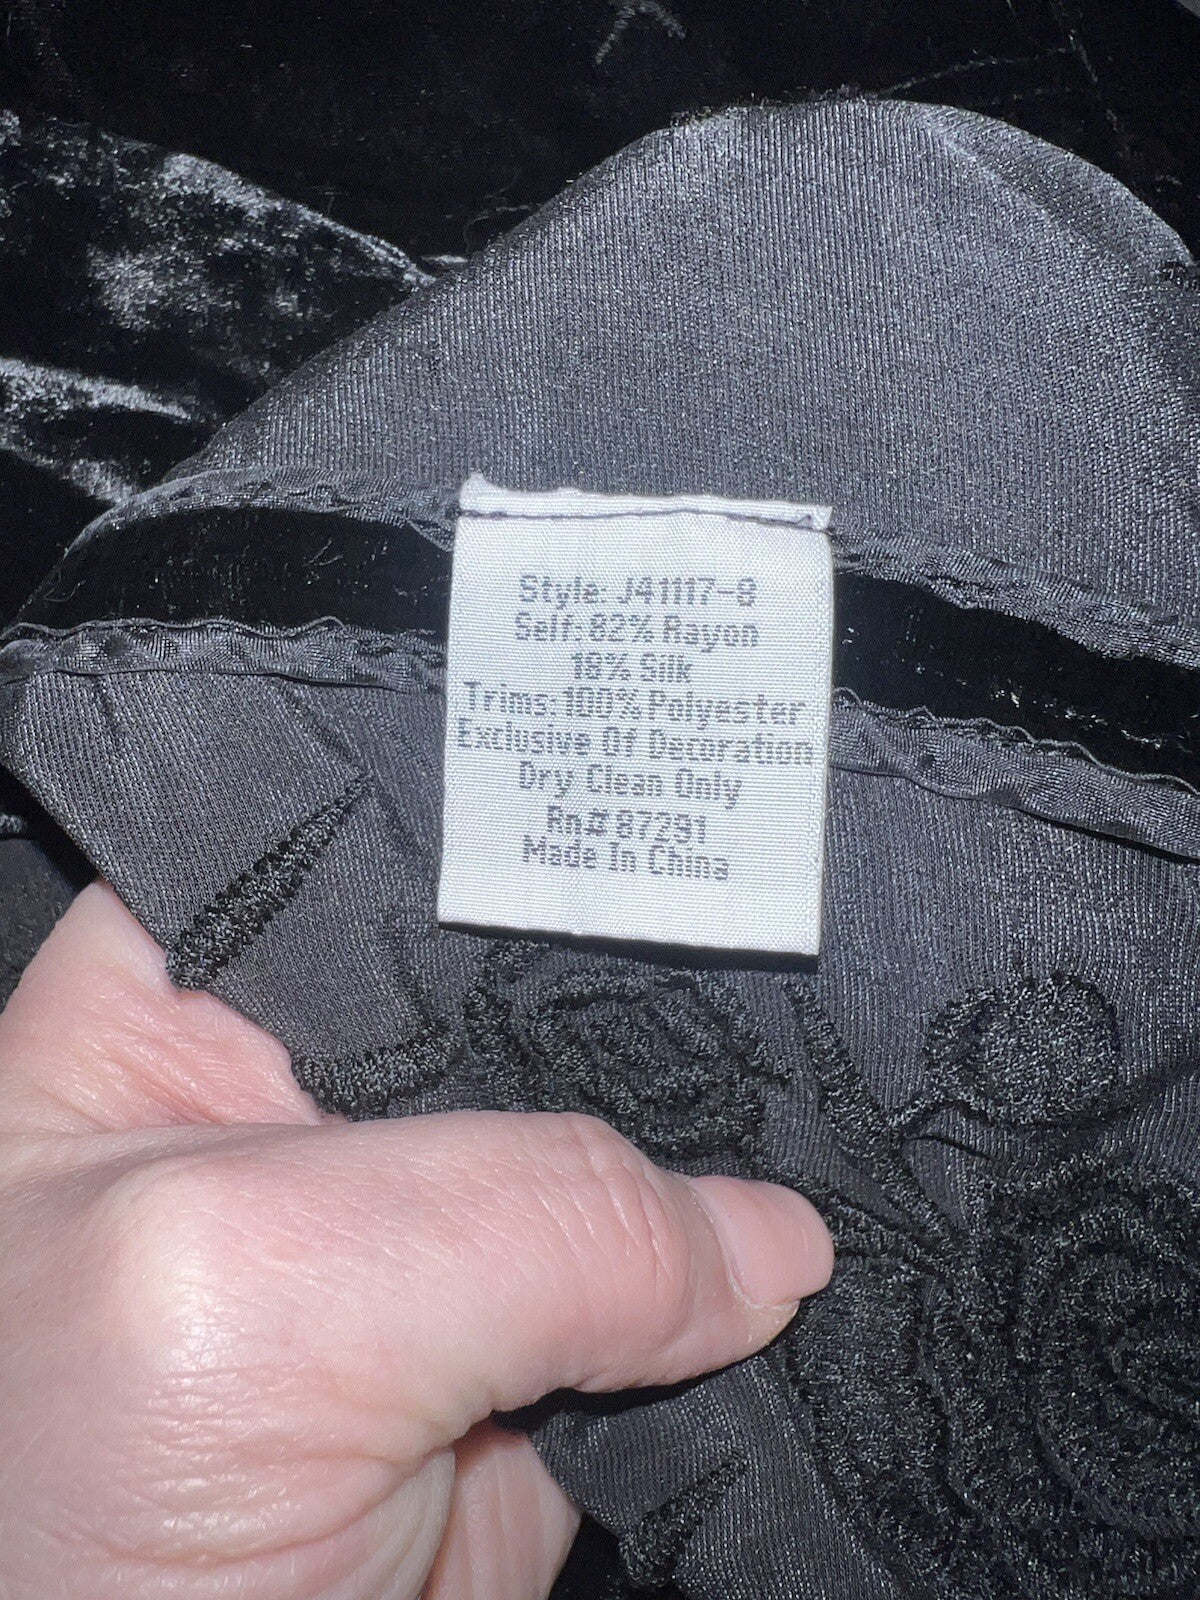 Style: J41117-8
Self: 82% Rayon
18% Silk
Trims: 100% Polyester
Exclusive Of Decoration
Dry Clean Only
Rn# 87291
Made In China